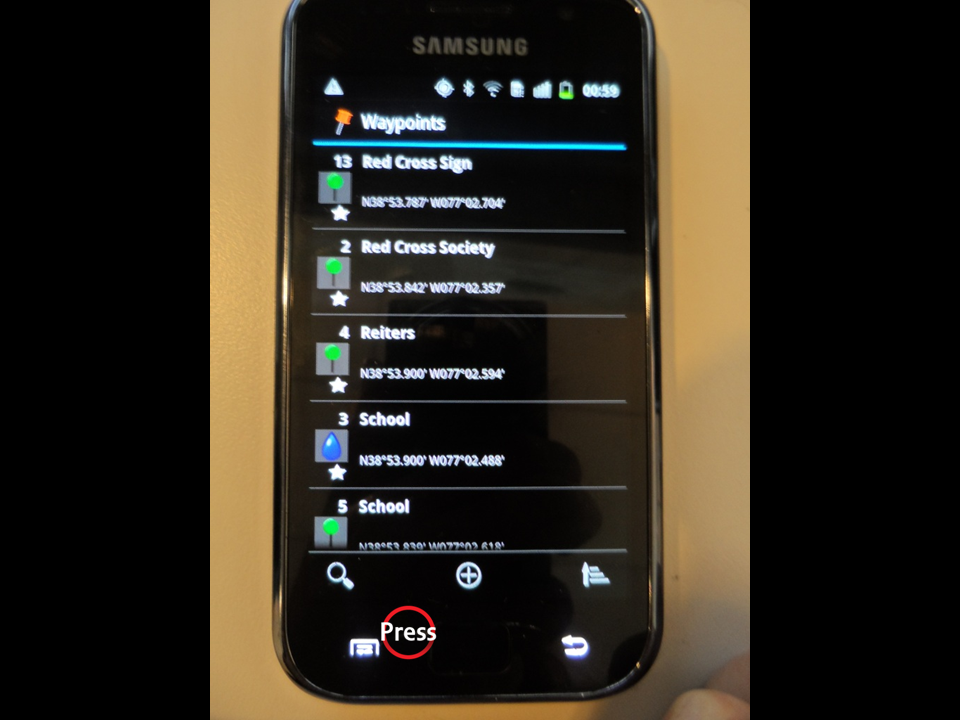 SAMSUNG
00:59
Waypoints
13 Red Cross Sign
N38°53.787' W077°02.704'
2 Red Cross Society
N38°53.842' W077°02.357'
4 Reiters
N38°53.900' W077°02.594'
3 School
N38°53.900' W077°02.488'
5 School
N38°53.839' W077°02.618'
Press